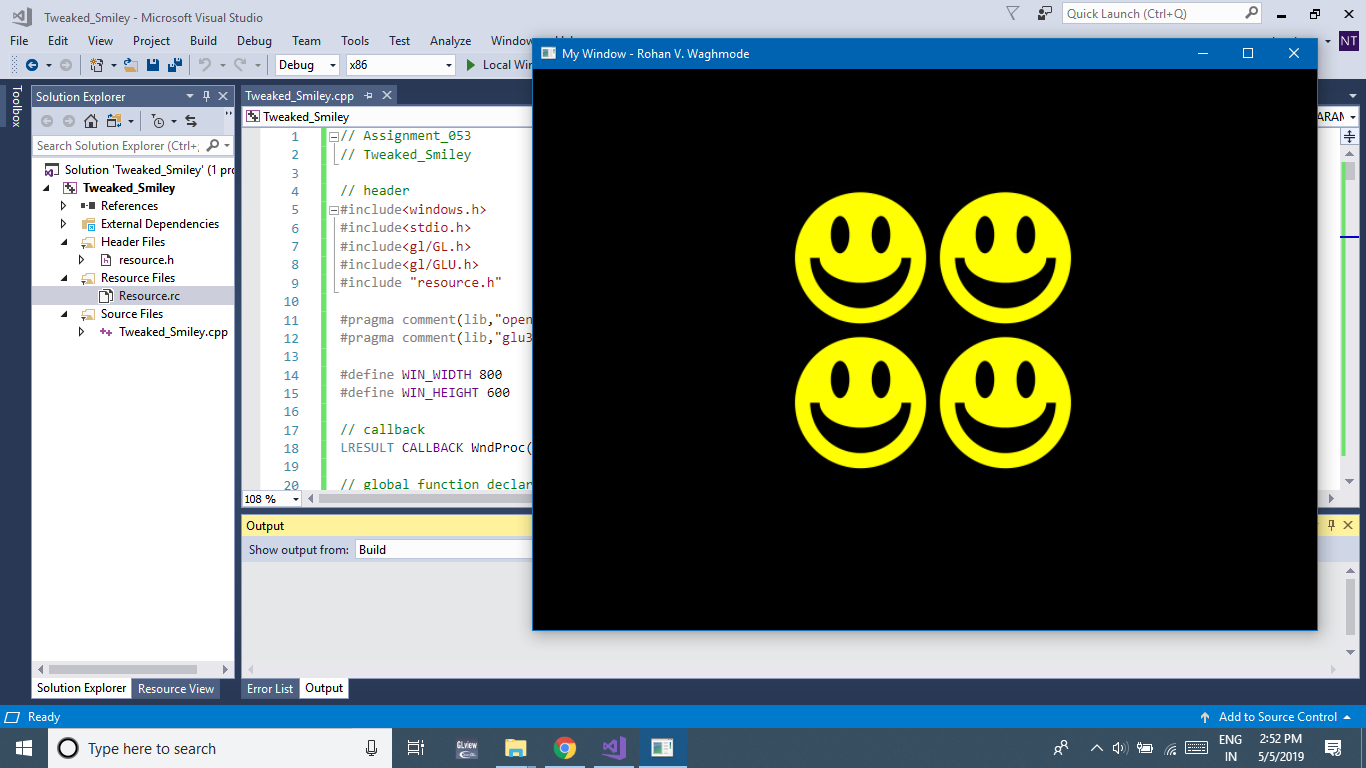 Tweaked_Smiley - Microsoft Visual Studio
Quick Launch (Ctrl+Q)
File Edit View Project Build Debug Team Tools Test Analyze Window
NT
Debug x86 Local Win
My Window - Rohan V. Waghmode
Toolbox
Solution Explorer
Search Solution Explorer (Ctrl+;
Solution 'Tweaked_Smiley' (1 pro
Tweaked_Smiley
References
External Dependencies
Header Files
resource.h
Resource Files
Resource.rc
Source Files
Tweaked_Smiley.cpp
Solution Explorer Resource View
Tweaked_Smiley.cpp
Tweaked_Smiley
ARAM
1 // Assignment_053
2 // Tweaked_Smiley
3
4 // header
5 #include<windows.h>
6 #include<stdio.h>
7 #include<gl/GL.h>
8 #include<gl/GLU.h>
9 #include "resource.h"
10
11 #pragma comment(lib,"open
12 #pragma comment(lib,"glu3
13
14 #define WIN_WIDTH 800
15 #define WIN_HEIGHT 600
16
17 // callback
18 LRESULT CALLBACK WndProc(
19
20 // global function declar
108 %
Output
Show output from: Build
Error List Output
Ready
Add to Source Control
Type here to search
GLview
ENG
IN
2:52 PM
5/5/2019